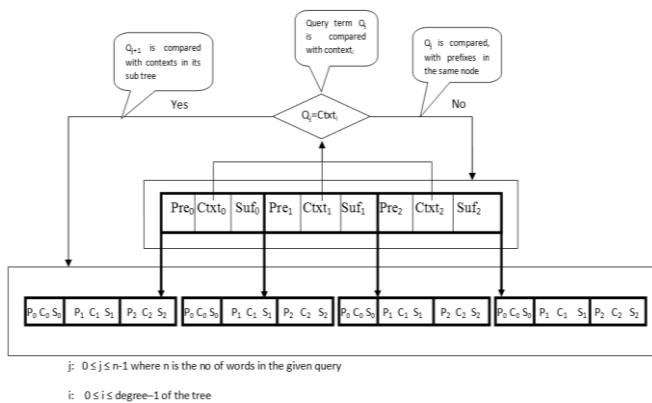 Query term Qj
is compared
with contexti
Qj+1 is compared
with contexts in its
sub tree
Qj is compared,
with prefixes in
the same node
Yes
No
Qj=Ctxti
Pre0 Ctxt0 Suf0 Pre1 Ctxt1 Suf1 Pre2 Ctxt2 Suf2
P0 C0 S0 P1 C1 S1 P2 C2 S2 P0 C0 S0 P1 C1 S1 P2 C2 S2 P0 C0 S0 P1 C1 S1 P2 C2 S2 P0 C0 S0 P1 C1 S1 P2 C2 S2
j: 0 ≤ j ≤ n-1 where n is the no of words in the given query
i: 0 ≤ i ≤ degree–1 of the tree